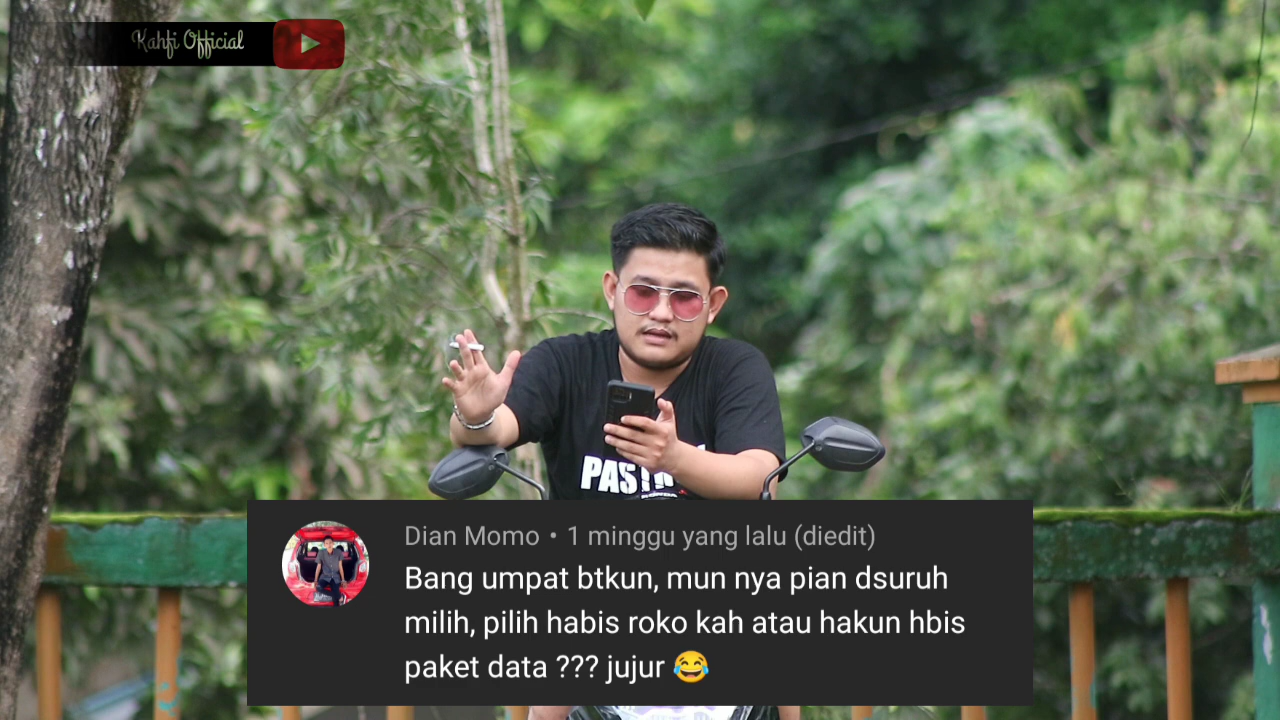 Kahfi Official
Dian Momo • 1 minggu yang lalu (diedit)
Bang umpat btkun, mun nya pian dsuruh
milih, pilih habis roko kah atau hakun hbis
paket data ??? jujur 😂